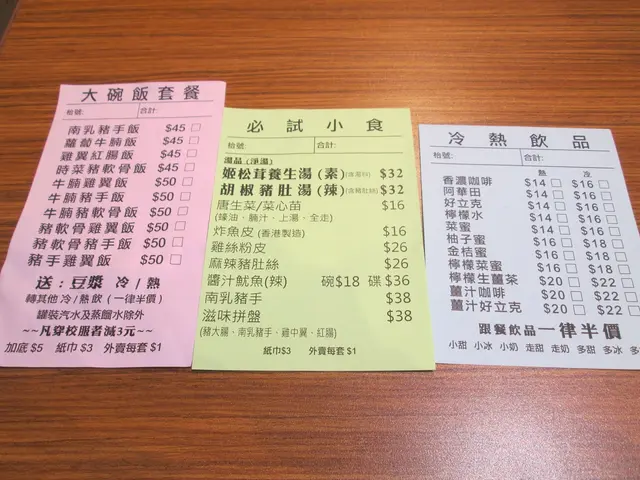 大碗飯套餐
枱號: 合計:
南乳豬手飯 $45
蘿蔔牛腩飯 $45
雞翼紅腸飯 $45
時菜豬軟骨飯 $45
牛腩雞翼飯 $50
牛腩豬手飯 $50
牛腩豬軟骨飯 $50
豬軟骨雞翼飯 $50
豬軟骨豬手飯 $50
豬手雞翼飯 $50
送:豆漿 冷/熱
轉其他冷/熱飲(一律半價)
罐裝汽水及蒸餾水除外
~~凡穿校服者減3元~~
加底$5 紙巾$3 外賣每套$1
必試小食
枱號: 合計:
湯品(淨湯)
姬松茸養生湯(素) $32
胡椒豬肚湯(辣) $32
唐生菜/菜心苗 $16
(蠔油、腩汁、上湯、全走)
炸魚皮(香港製造) $16
雞絲粉皮 $26
麻辣豬肚絲 $26
醬汁魷魚(辣) 碗$18 碟$36
南乳豬手 $38
滋味拼盤 $38
(豬大腸、南乳豬手、雞中翼、紅腸)
紙巾$3 外賣每套$1
冷熱飲品
枱號: 合計:
熱 冷
香濃咖啡 $14 $16
阿華田 $14 $16
好立克 $14 $16
檸檬水 $14 $16
菜蜜 $14 $16
柚子蜜 $16 $18
金桔蜜 $16 $18
檸檬菜蜜 $16 $18
檸檬生薑茶 $20 $22
薑汁咖啡 $20 $22
薑汁好立克 $20 $22
跟餐飲品一律半價
小甜 小冰 小奶 走甜 走奶 多甜 多冰 多